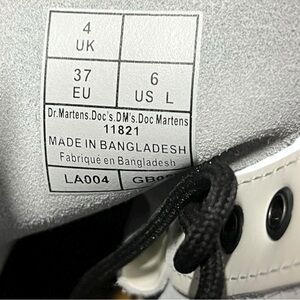 4
UK
37 6
EU US L
Dr.Martens.Doc's.DM's.Doc Martens
11821
MADE IN BANGLADESH
Fabriqué en Bangladesh
LA004